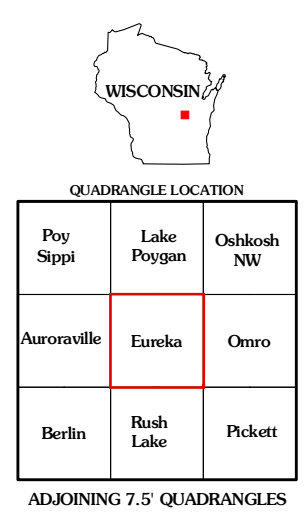 WISCONSIN
QUADRANGLE LOCATION
Poy
Sippi
Lake
Poygan
Oshkosh
NW
Auroraville
Eureka
Omro
Berlin
Rush
Lake
Pickett
ADJOINING 7.5' QUADRANGLES